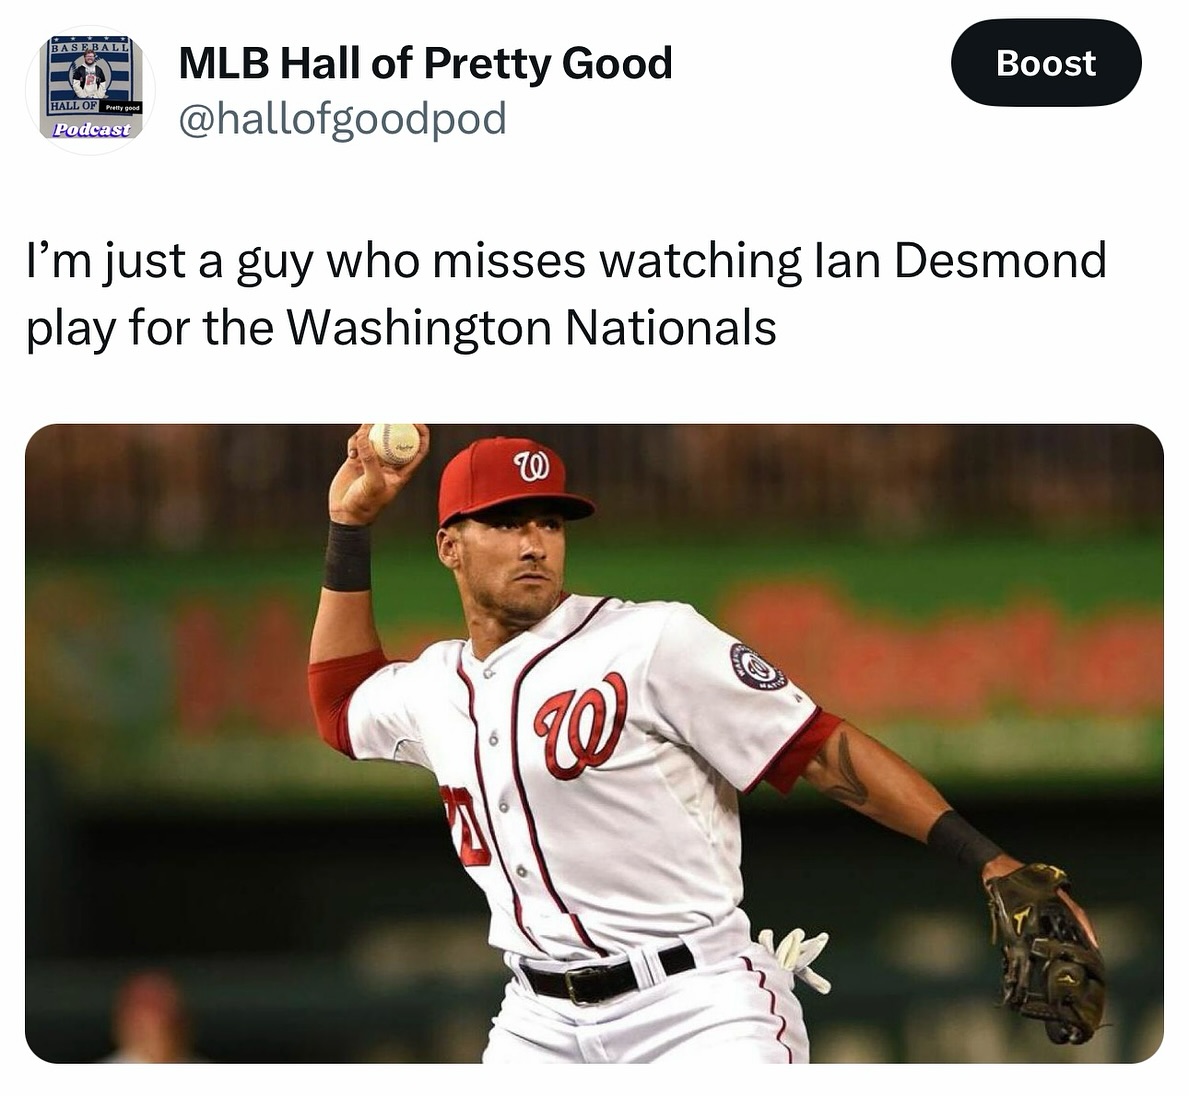 BASEBALL
HALL OF Pretty good
Podcast
MLB Hall of Pretty Good
@hallofgoodpod
Boost
I’m just a guy who misses watching Ian Desmond
play for the Washington Nationals
W
W
20